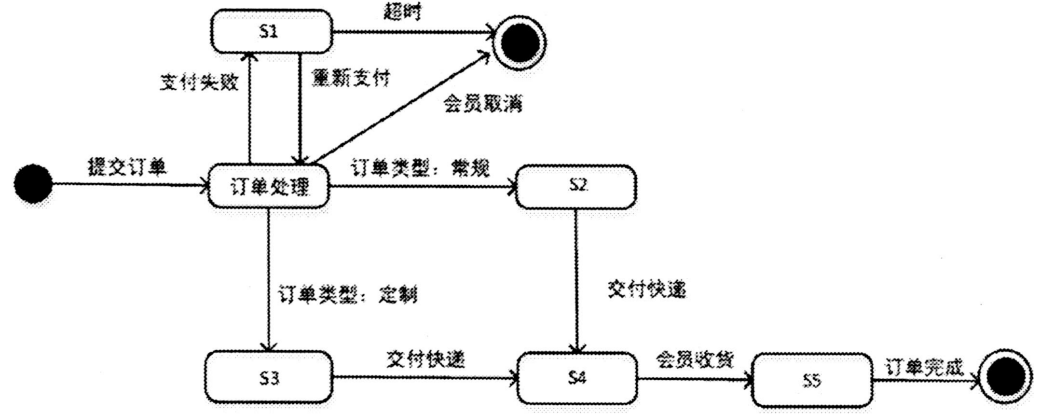 S1
超时
支付失败
重新支付
会员取消
提交订单
订单处理
订单类型：常规
S2
订单类型：定制
交付快递
S3
交付快递
S4
会员收货
S5
订单完成